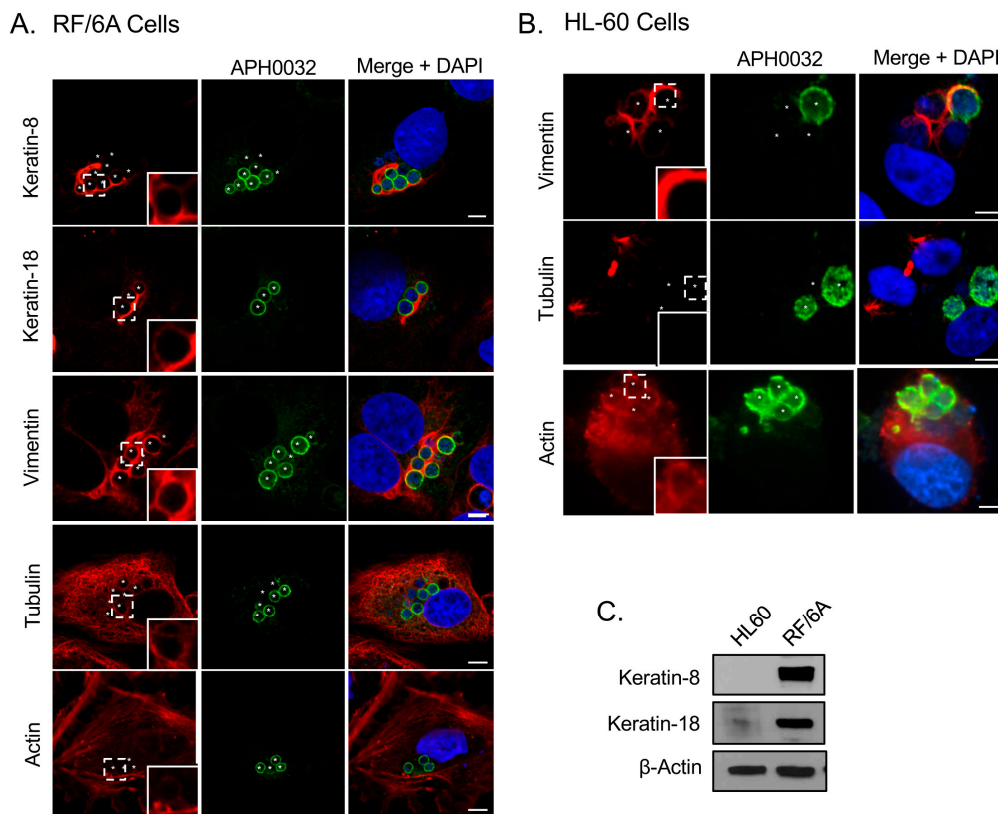 A. RF/6A Cells
APH0032 Merge + DAPI
Keratin-8
Keratin-18
Vimentin
Tubulin
Actin
B. HL-60 Cells
APH0032 Merge + DAPI
Vimentin
Tubulin
Actin
C.
HL60 RF/6A
Keratin-8
Keratin-18
β-Actin